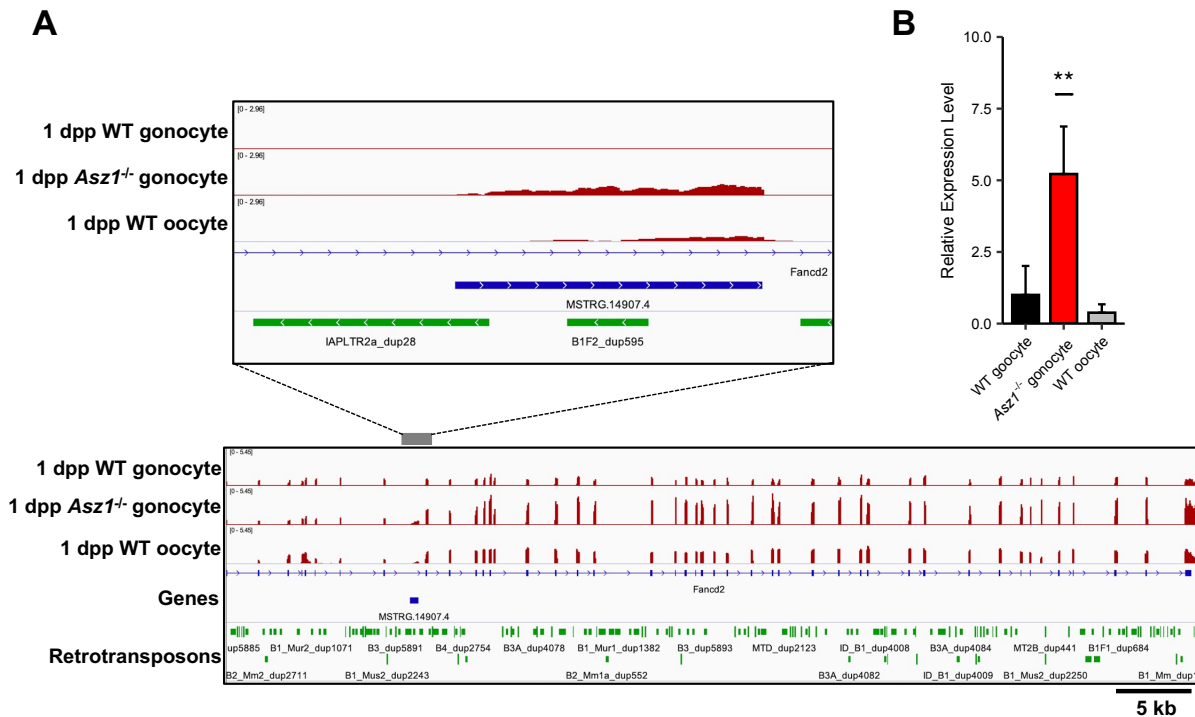 A
[0 - 2.96]
1 dpp WT gonocyte
[0 - 2.96]
1 dpp Asz1-/- gonocyte
[0 - 2.96]
1 dpp WT oocyte
Fancd2
MSTRG.14907.4
IAPLTR2a_dup28
B1F2_dup595
B
Relative Expression Level
10.0
7.5
5.0
2.5
0.0
**
WT goocyte
Asz1-/- gonocyte
WT oocyte
[0 - 5.45]
1 dpp WT gonocyte
[0 - 5.45]
1 dpp Asz1-/- gonocyte
[0 - 5.45]
1 dpp WT oocyte
Fancd2
Genes
MSTRG.14907.4
Retrotransposons
up5885 B1_Mur2_dup1071 B3_dup5891 B4_dup2754 B3A_dup4078 B1_Mur1_dup1382 B3_dup5893 MTD_dup2123 ID_B1_dup4008 B3A_dup4084 MT2B_dup441 B1F1_dup684
B2_Mm2_dup2711 B1_Mus2_dup2243 B2_Mm1a_dup552 B3A_dup4082 ID_B1_dup4009 B1_Mus2_dup2250 B1_Mm_dup1
5 kb